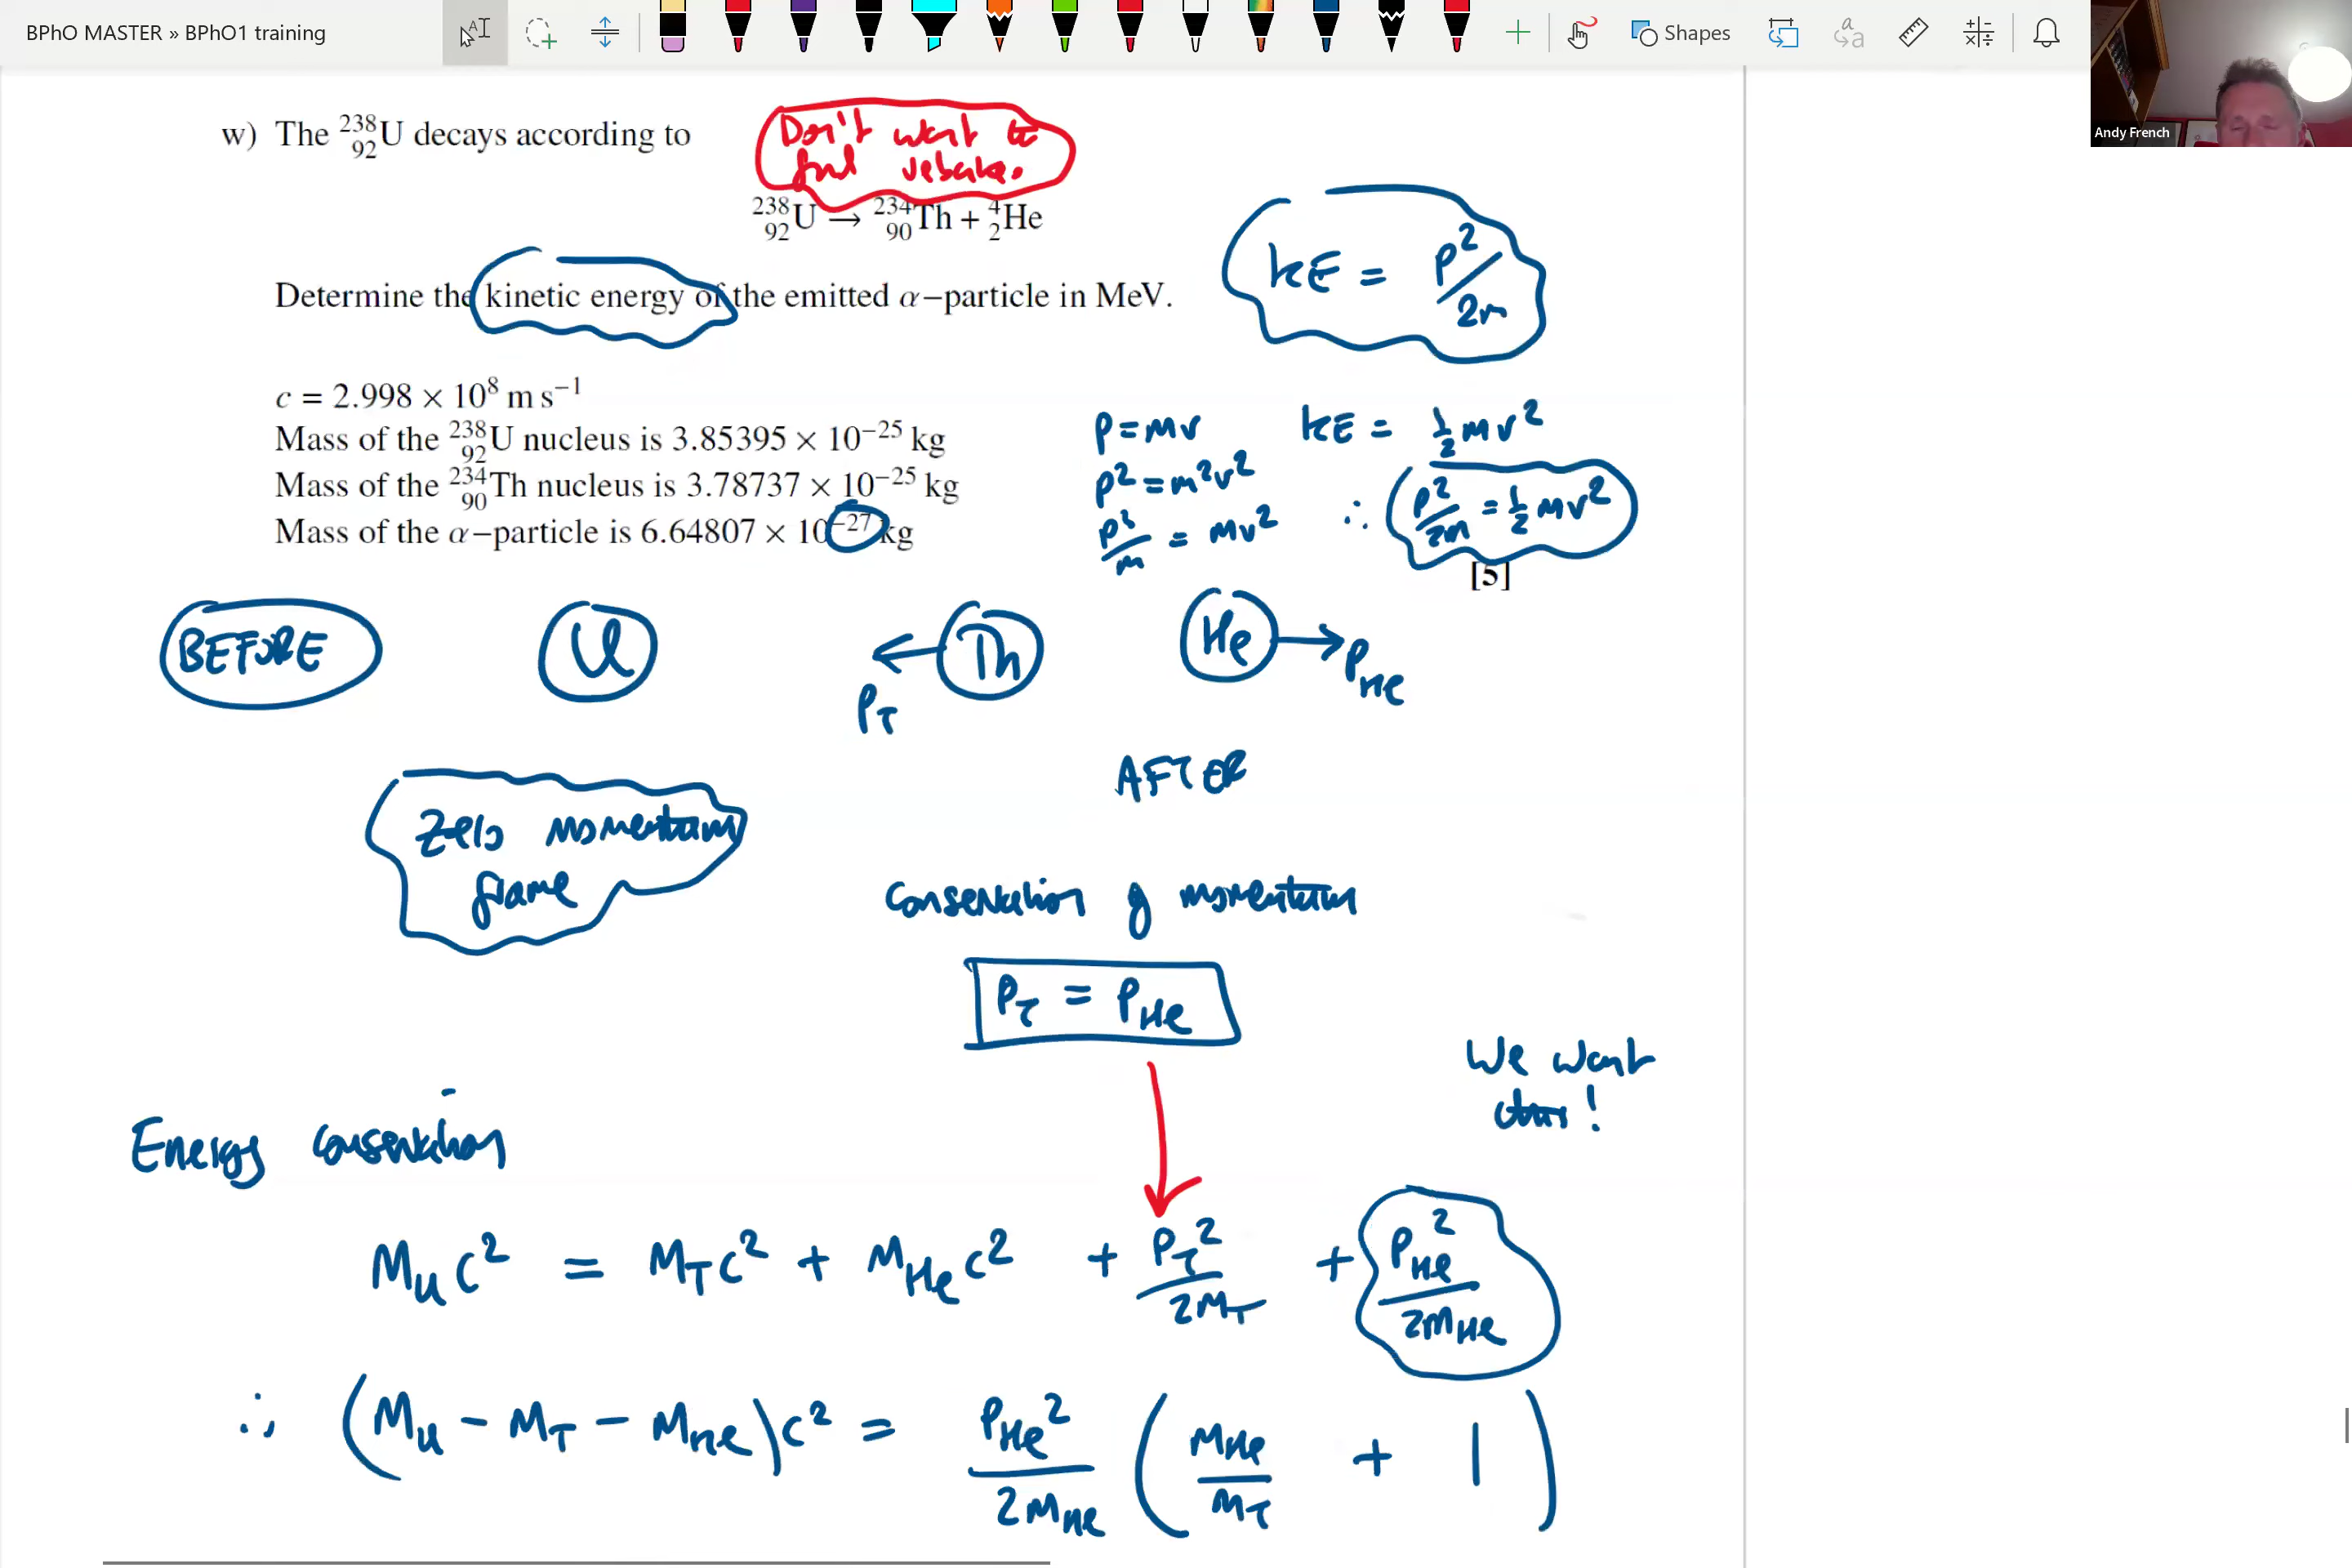 BPhO MASTER » BPhO1 training
Shapes
Andy French
w) The ²³⁸₉₂U decays according to
Don't want to
find velocities.
²³⁸₉₂U → ²³⁴₉₀Th + ⁴₂He
KE = P²/2m
Determine the kinetic energy of the emitted α−particle in MeV.
c = 2.998 × 10⁸ m s⁻¹
Mass of the ²³⁸₉₂U nucleus is 3.85395 × 10⁻²⁵ kg
Mass of the ²³⁴₉₀Th nucleus is 3.78737 × 10⁻²⁵ kg
Mass of the α−particle is 6.64807 × 10⁻²⁷ kg
P = mv KE = ½mv²
P² = m²v² ∴ P²/2m = ½mv²
P²/m = mv²
[5]
BEFORE U Th He
P_T P_He
AFTER
Zero momentum
frame
Conservation of momentum
P_T = P_He
We want
this!
Energy conservation
M_U c² = M_T c² + M_He c² + P_T²/2M_T + P_He²/2M_He
∴ (M_U − M_T − M_He)c² = P_He²/2M_He (M_He/M_T + 1)